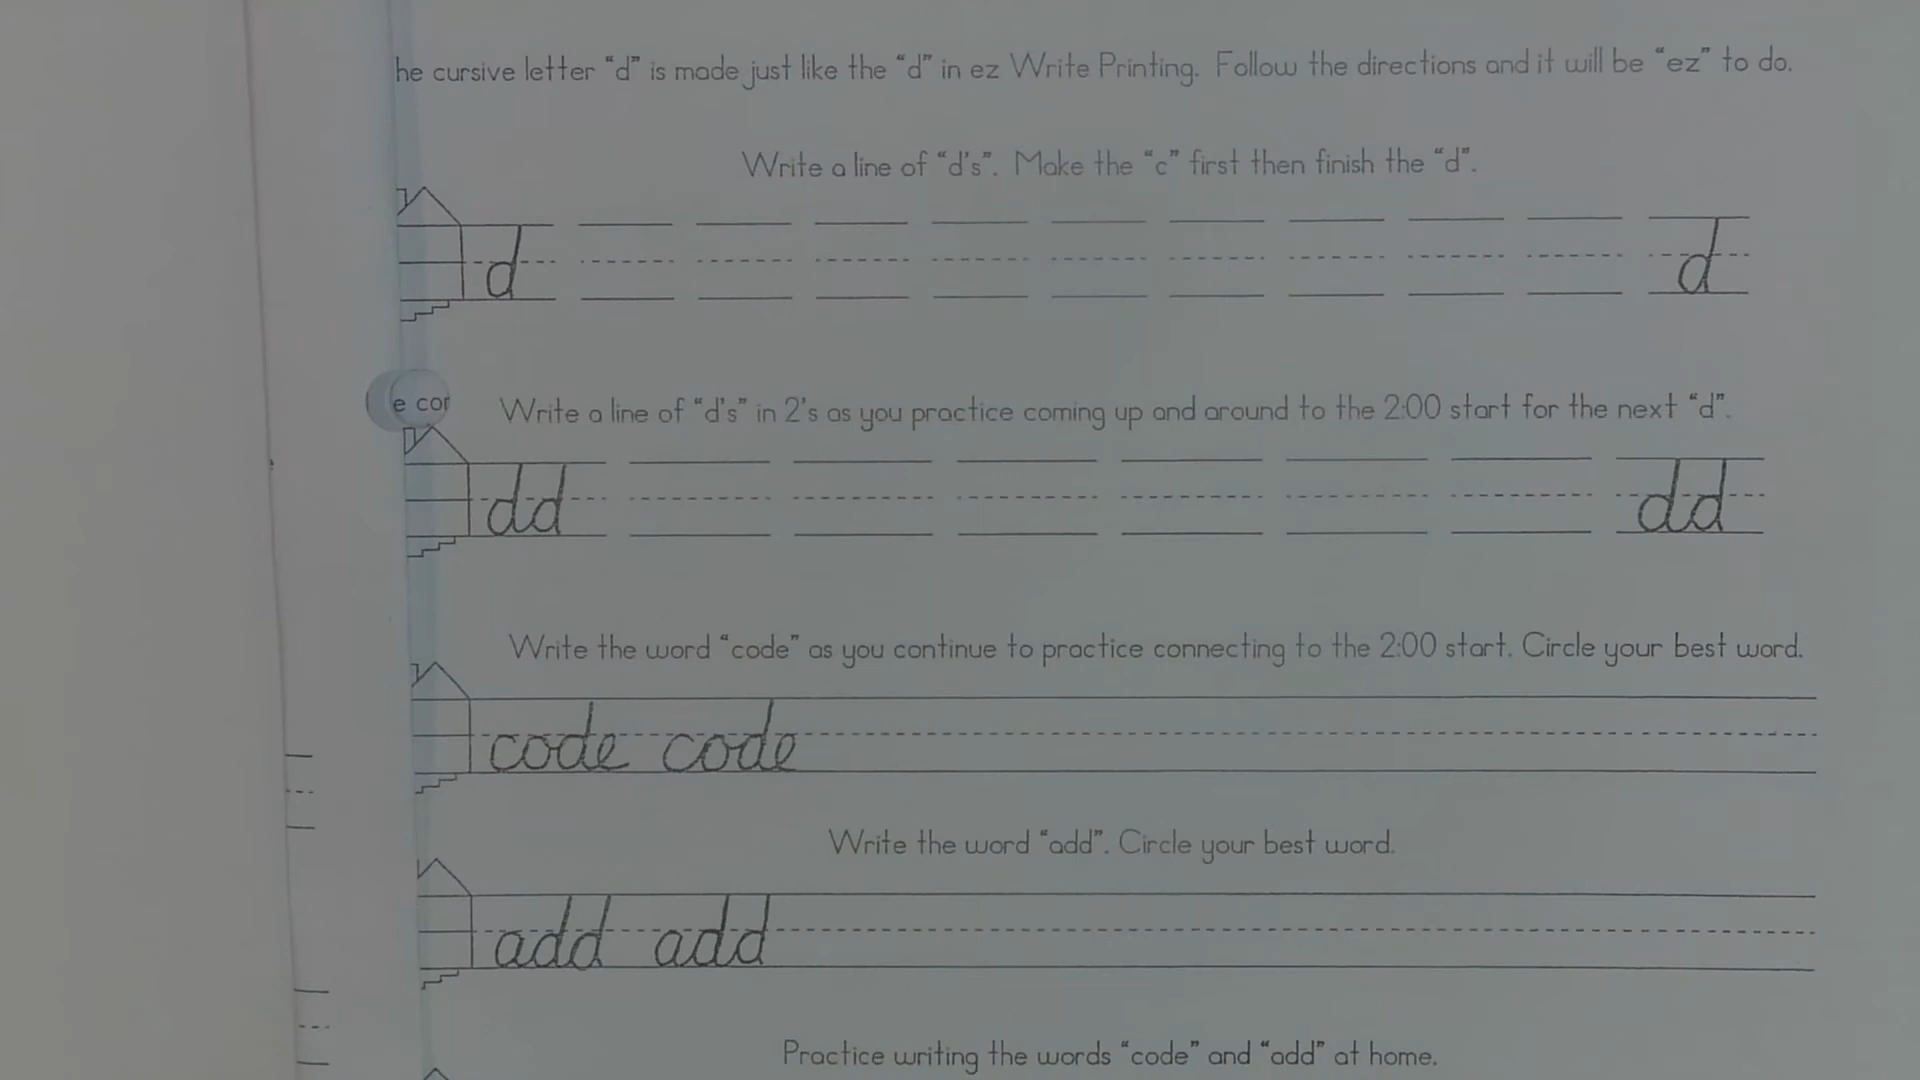 he cursive letter “d” is made just like the “d” in ez Write Printing. Follow the directions and it will be “ez” to do.
Write a line of “d's”. Make the “c” first then finish the “d”.
d d
e cor
Write a line of “d's” in 2's as you practice coming up and around to the 2:00 start for the next “d”.
dd dd
Write the word “code” as you continue to practice connecting to the 2:00 start. Circle your best word.
code code
Write the word “add”. Circle your best word.
add add
Practice writing the words “code” and “add” at home.